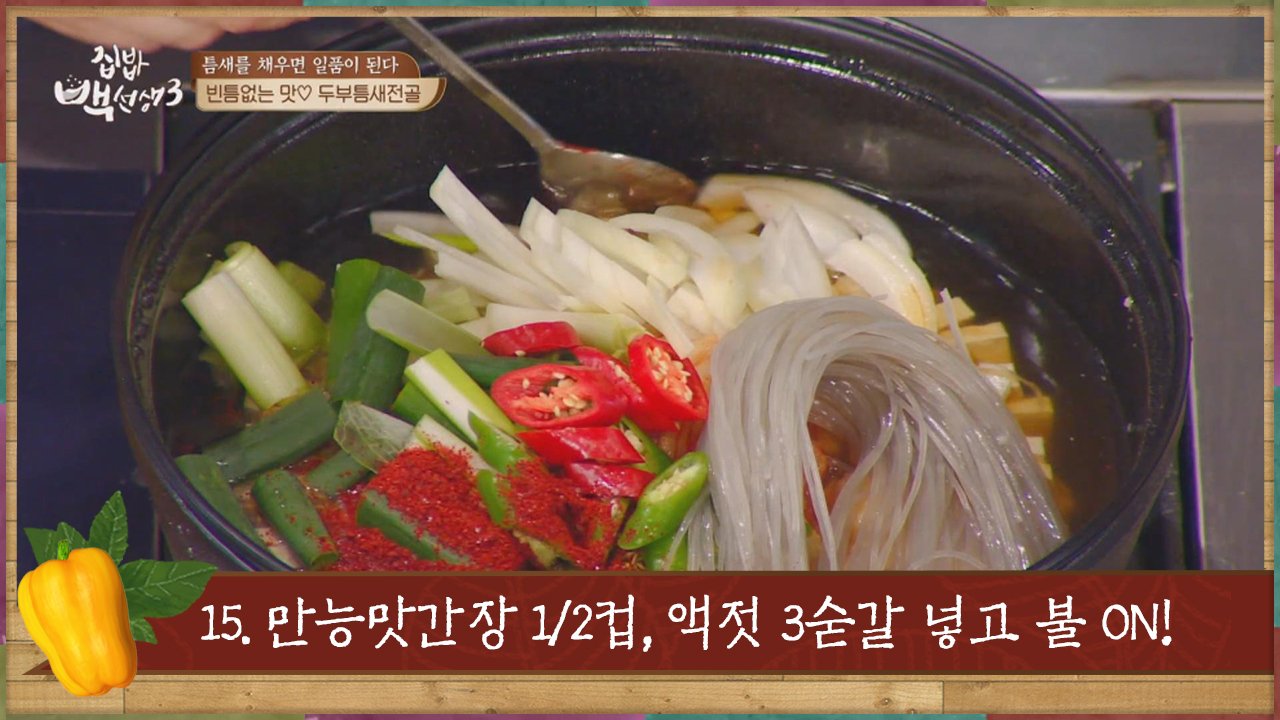 집밥
백선생3
틈새를 채우면 일품이 된다
빈틈없는 맛♡ 두부틈새전골
15. 만능맛간장 1/2컵, 액젓 3숟갈 넣고 불 ON!